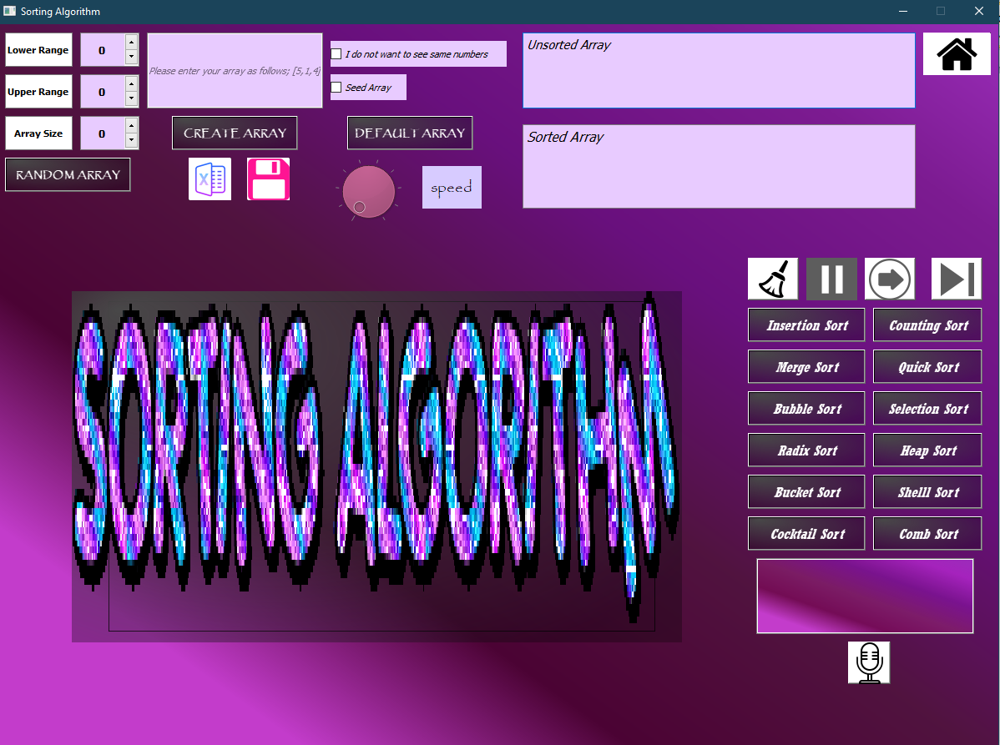 Sorting Algorithm
Lower Range
0
Please enter your array as follows; [5,1,4]
I do not want to see same numbers
Unsorted Array
Upper Range
0
Seed Array
Array Size
0
CREATE ARRAY
DEFAULT ARRAY
Sorted Array
RANDOM ARRAY
X
speed
SORTING ALGORITHM
Insertion Sort
Counting Sort
Merge Sort
Quick Sort
Bubble Sort
Selection Sort
Radix Sort
Heap Sort
Bucket Sort
Shelll Sort
Cocktail Sort
Comb Sort